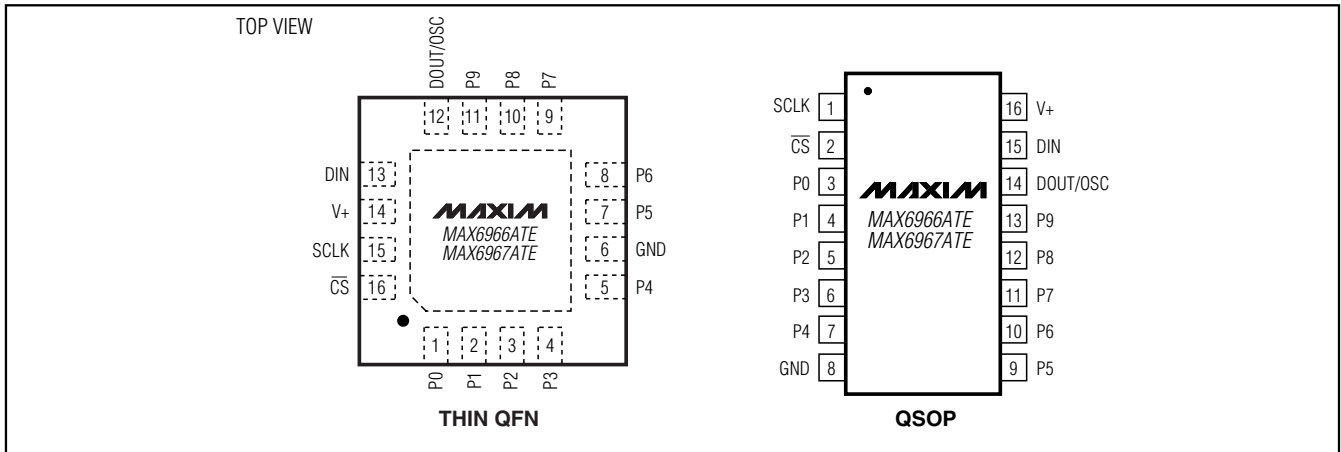 TOP VIEW
DOUT/OSC P9 P8 P7
12 11 10 9
DIN 13
V+ 14
SCLK 15
CS 16
MAXIM
MAX6966ATE
MAX6967ATE
8 P6
7 P5
6 GND
5 P4
1 2 3 4
P0 P1 P2 P3
THIN QFN
SCLK 1
CS 2
P0 3
P1 4
P2 5
P3 6
P4 7
GND 8
MAXIM
MAX6966ATE
MAX6967ATE
16 V+
15 DIN
14 DOUT/OSC
13 P9
12 P8
11 P7
10 P6
9 P5
QSOP